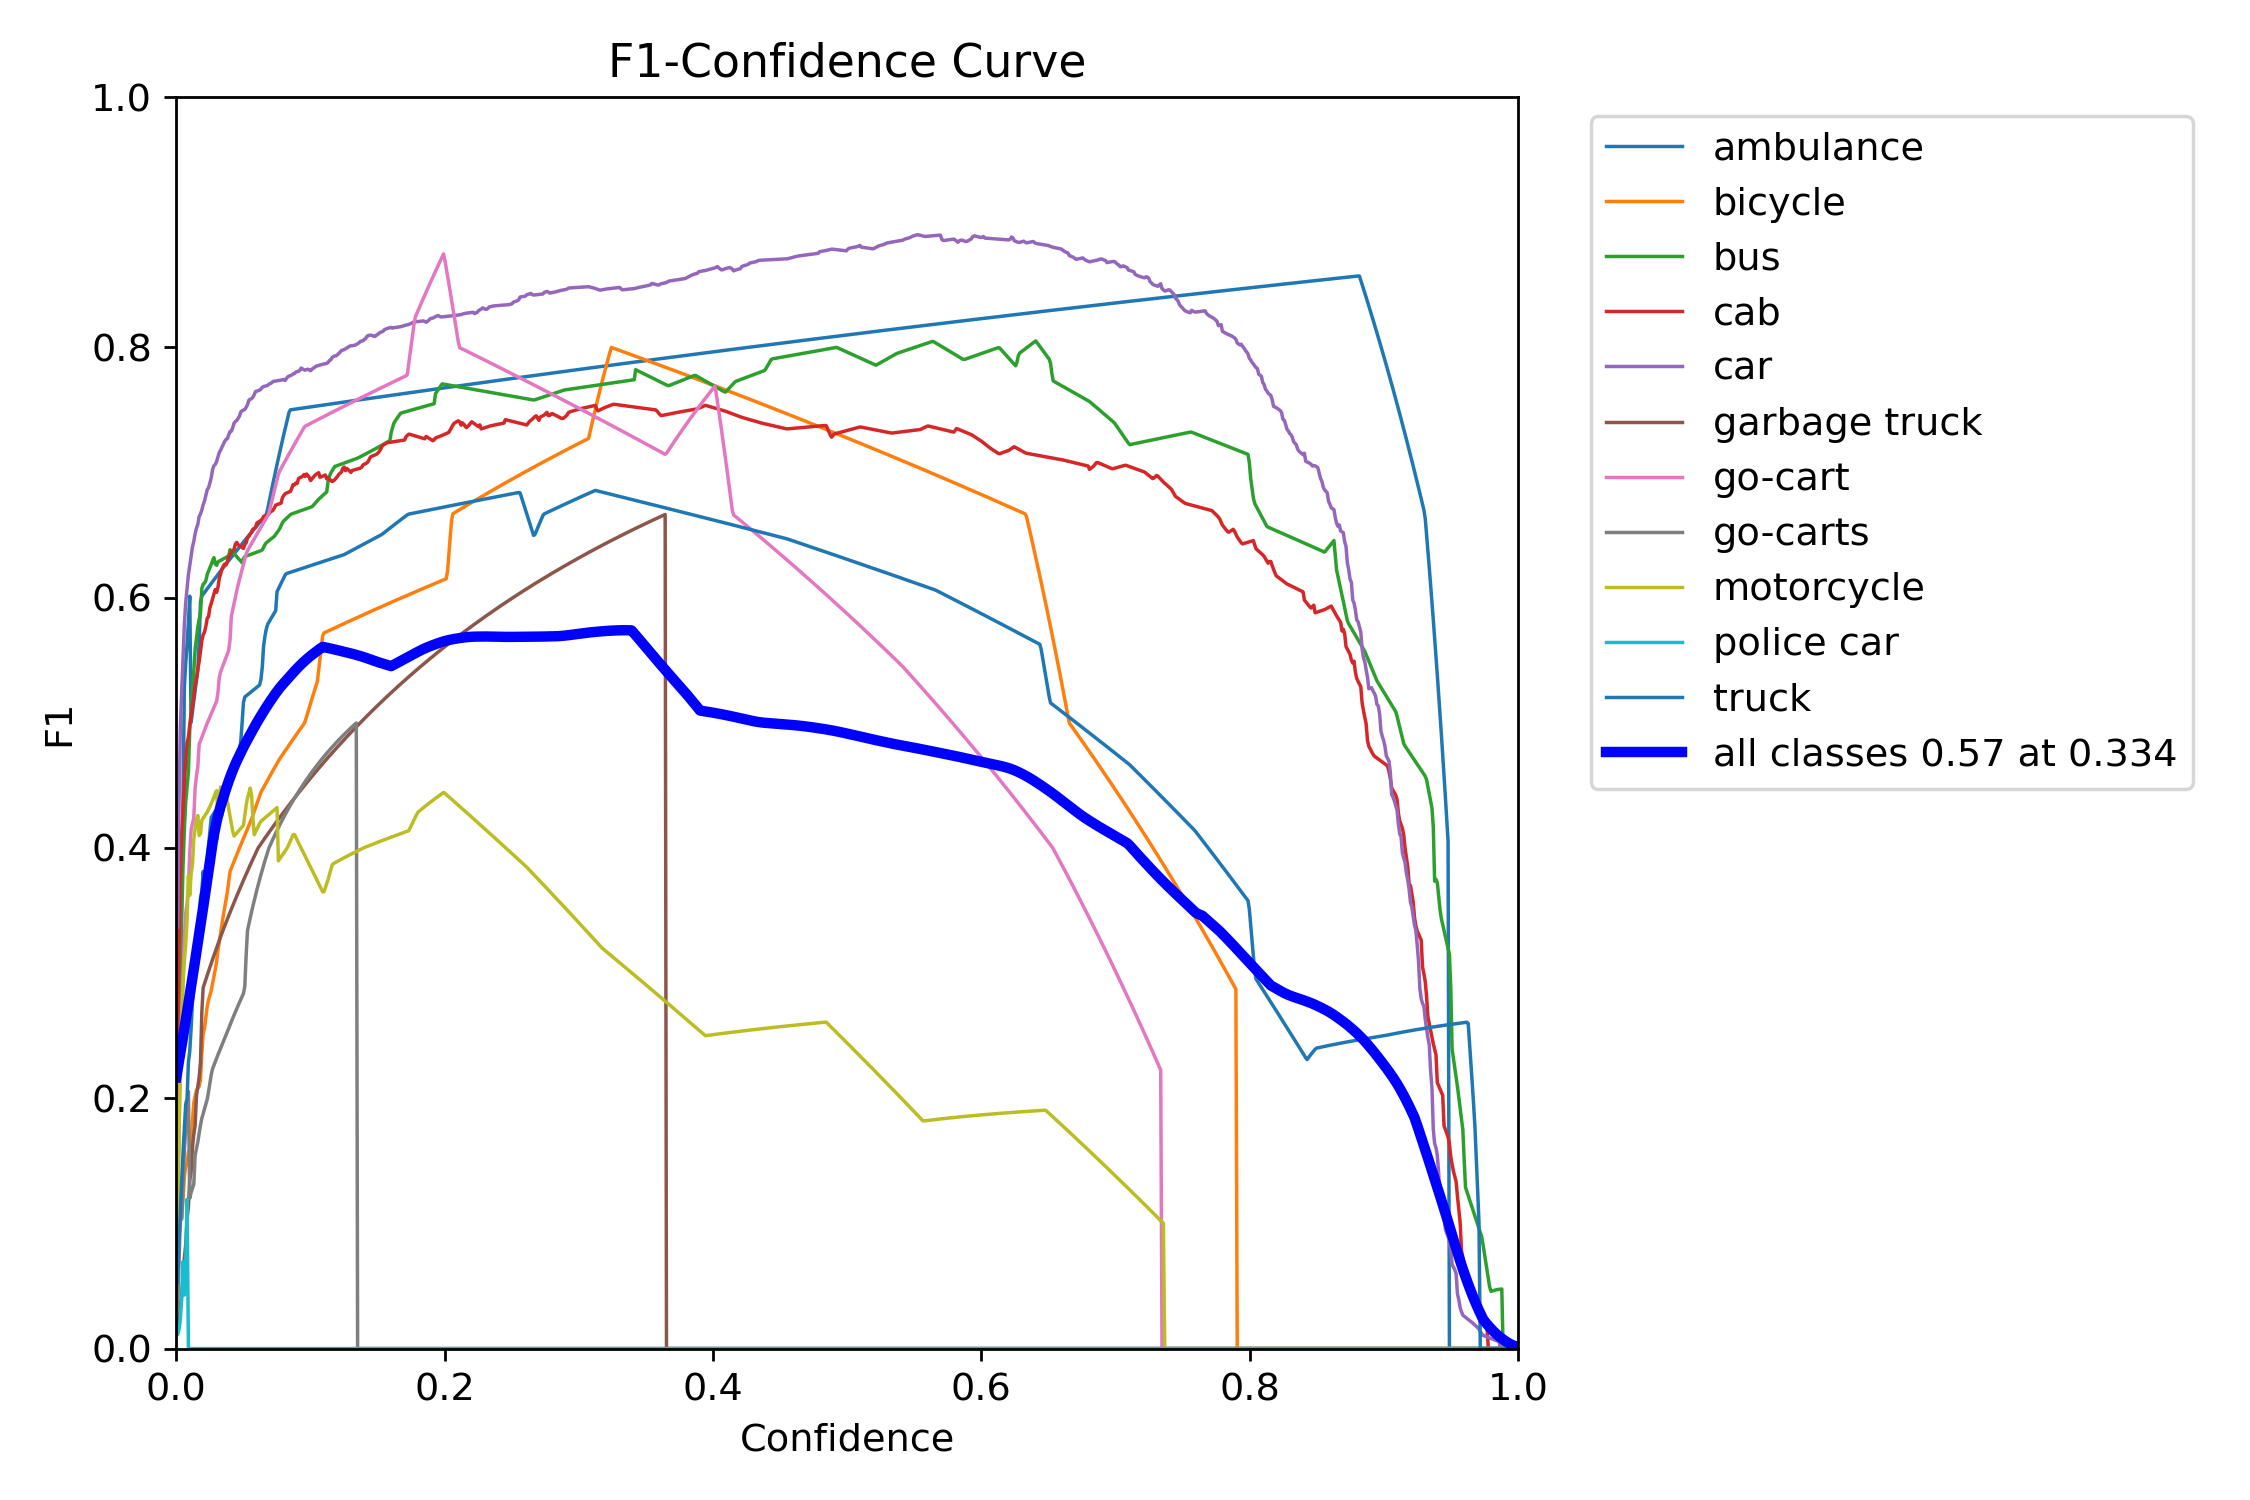 F1-Confidence Curve
1.0
0.8
0.6
0.4
0.2
0.0
F1
0.0 0.2 0.4 0.6 0.8 1.0
Confidence
ambulance
bicycle
bus
cab
car
garbage truck
go-cart
go-carts
motorcycle
police car
truck
all classes 0.57 at 0.334